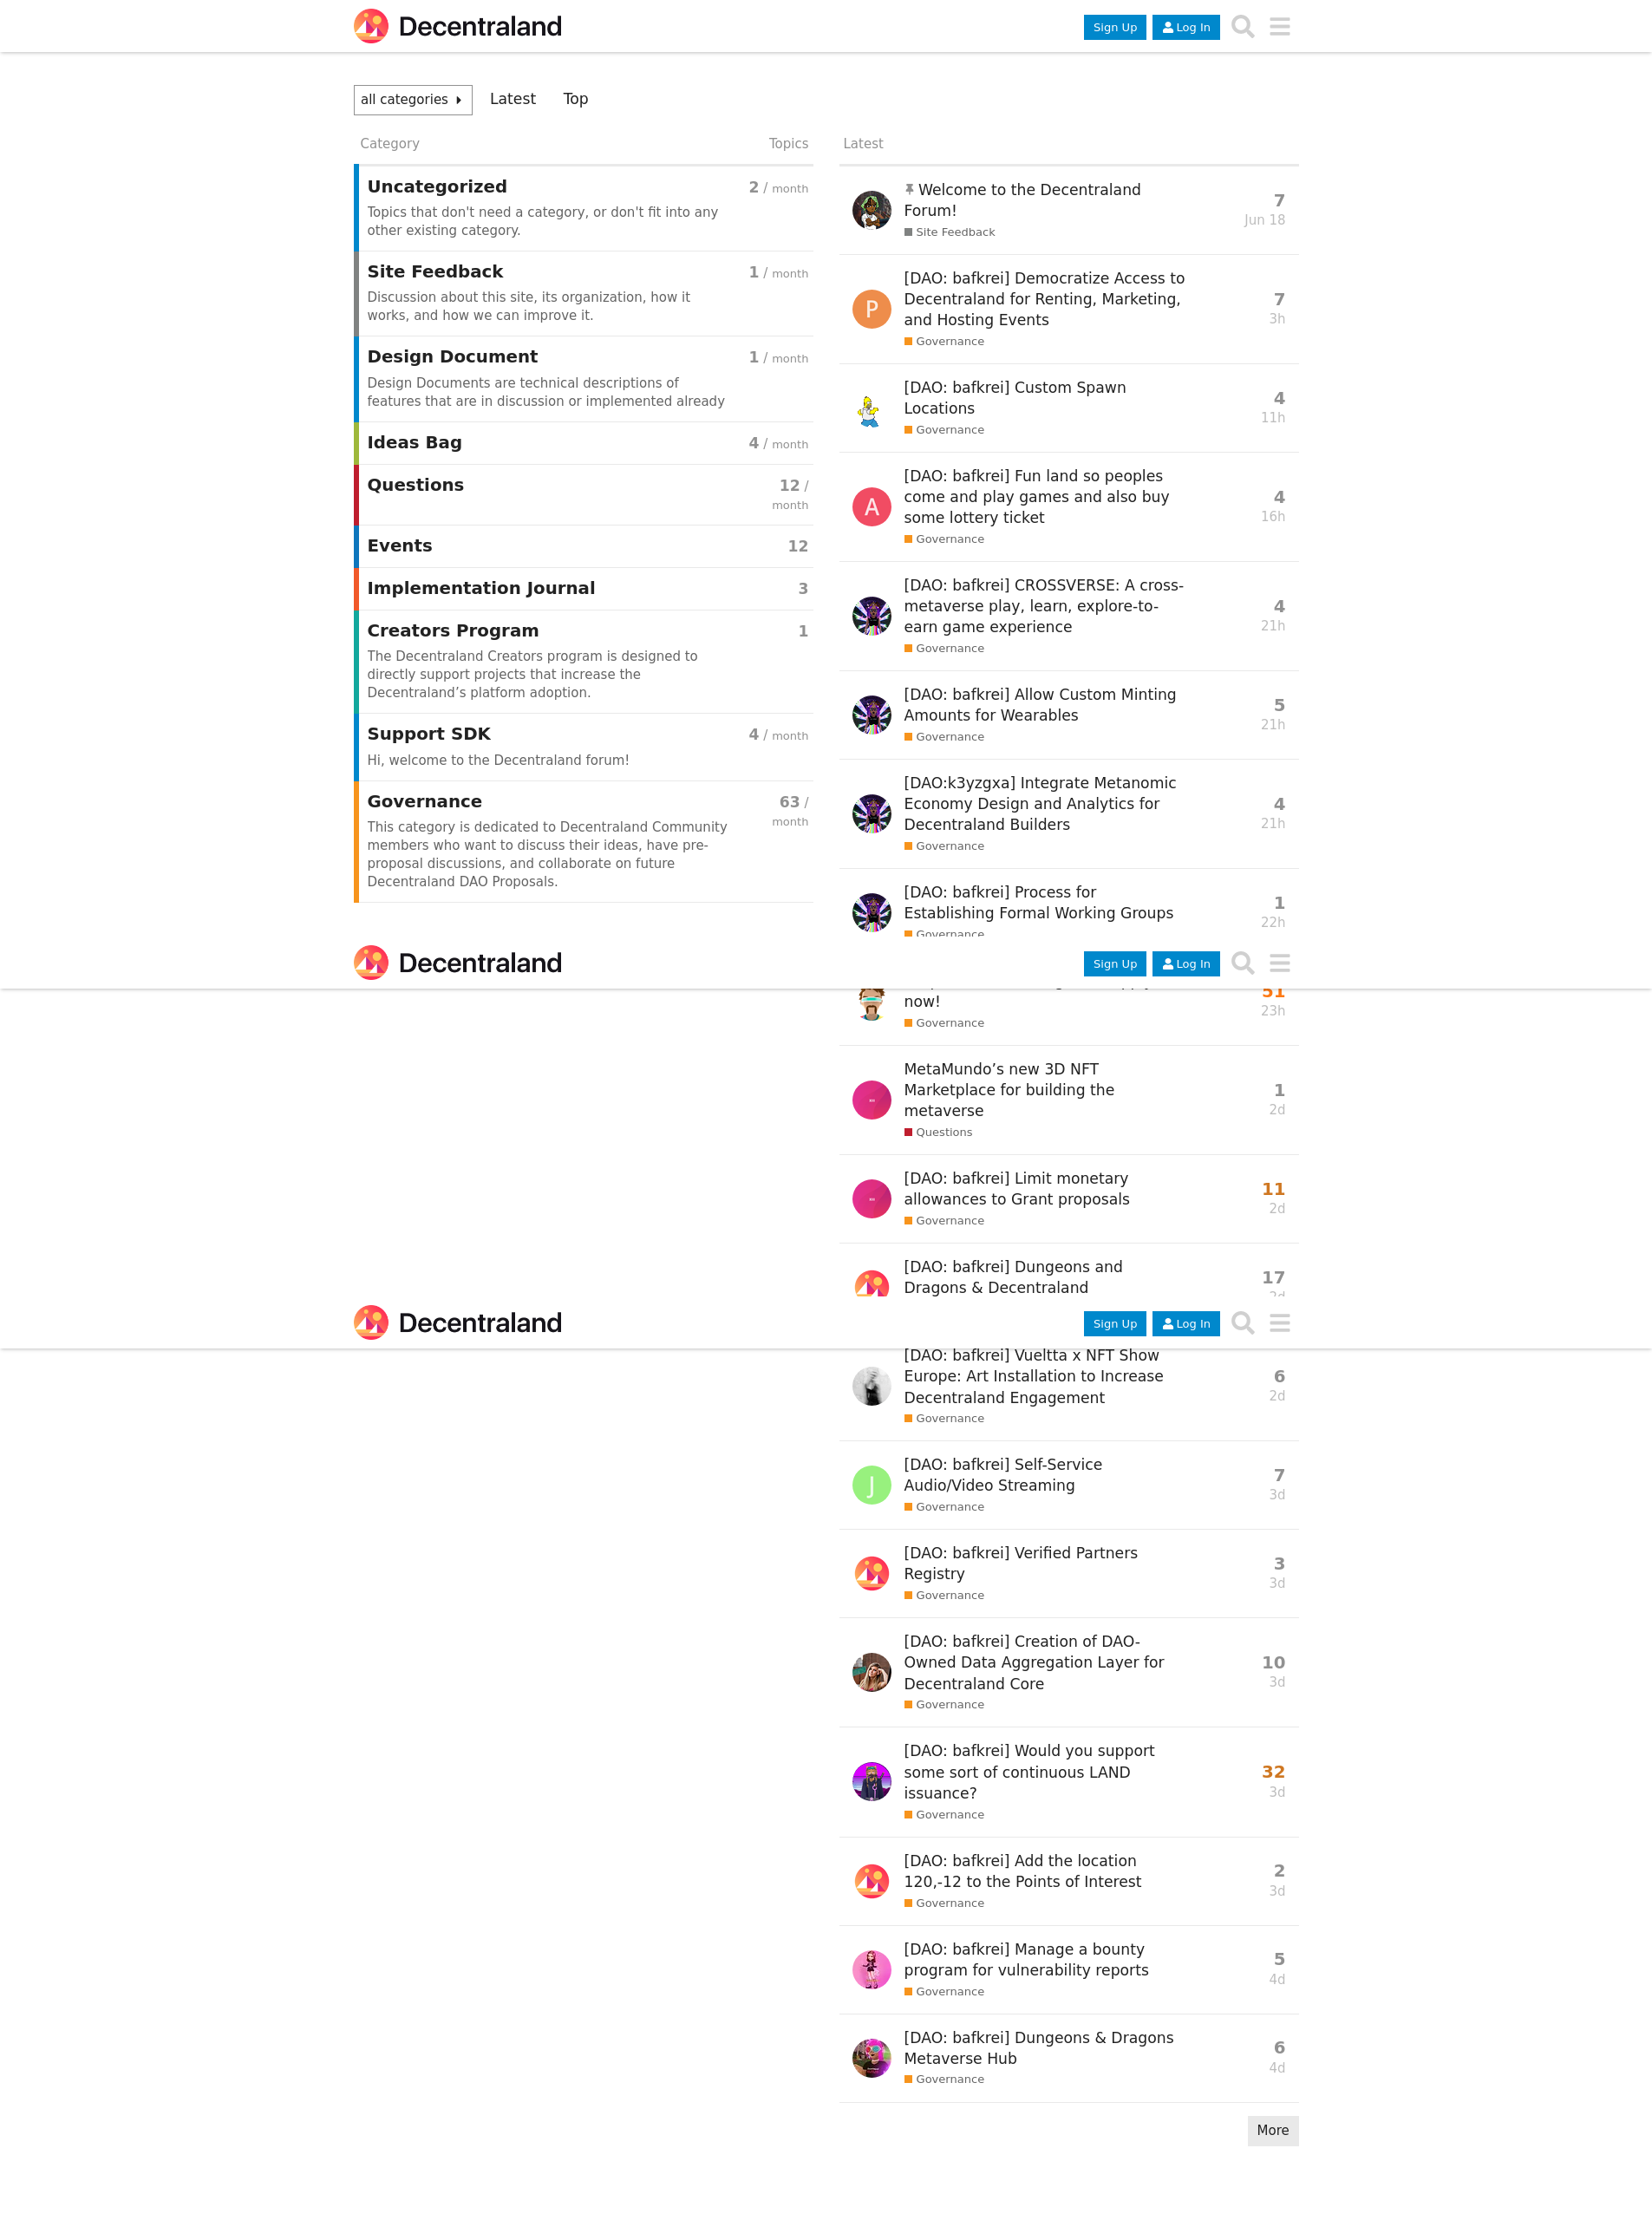 Decentraland
Sign Up
Log In
all categories
Latest
Top
Category
Topics
Uncategorized
2 / month
Topics that don't need a category, or don't fit into any
other existing category.
Site Feedback
1 / month
Discussion about this site, its organization, how it
works, and how we can improve it.
Design Document
1 / month
Design Documents are technical descriptions of
features that are in discussion or implemented already
Ideas Bag
4 / month
Questions
12 /
month
Events
12
Implementation Journal
3
Creators Program
1
The Decentraland Creators program is designed to
directly support projects that increase the
Decentraland’s platform adoption.
Support SDK
4 / month
Hi, welcome to the Decentraland forum!
Governance
63 /
month
This category is dedicated to Decentraland Community
members who want to discuss their ideas, have pre-
proposal discussions, and collaborate on future
Decentraland DAO Proposals.
Latest
Welcome to the Decentraland
Forum!
Site Feedback
7
Jun 18
P
[DAO: bafkrei] Democratize Access to
Decentraland for Renting, Marketing,
and Hosting Events
Governance
7
3h
[DAO: bafkrei] Custom Spawn
Locations
Governance
4
11h
A
[DAO: bafkrei] Fun land so peoples
come and play games and also buy
some lottery ticket
Governance
4
16h
[DAO: bafkrei] CROSSVERSE: A cross-
metaverse play, learn, explore-to-
earn game experience
Governance
4
21h
[DAO: bafkrei] Allow Custom Minting
Amounts for Wearables
Governance
5
21h
[DAO:k3yzgxa] Integrate Metanomic
Economy Design and Analytics for
Decentraland Builders
Governance
4
21h
[DAO: bafkrei] Process for
Establishing Formal Working Groups
Governance
1
22h
Decentraland
Sign Up
Log In
now!
Governance
51
23h
MetaMundo’s new 3D NFT
Marketplace for building the
metaverse
Questions
1
2d
[DAO: bafkrei] Limit monetary
allowances to Grant proposals
Governance
11
2d
[DAO: bafkrei] Dungeons and
Dragons & Decentraland
17
Decentraland
Sign Up
Log In
[DAO: bafkrei] Vueltta x NFT Show
Europe: Art Installation to Increase
Decentraland Engagement
Governance
6
2d
J
[DAO: bafkrei] Self-Service
Audio/Video Streaming
Governance
7
3d
[DAO: bafkrei] Verified Partners
Registry
Governance
3
3d
[DAO: bafkrei] Creation of DAO-
Owned Data Aggregation Layer for
Decentraland Core
Governance
10
3d
[DAO: bafkrei] Would you support
some sort of continuous LAND
issuance?
Governance
32
3d
[DAO: bafkrei] Add the location
120,-12 to the Points of Interest
Governance
2
3d
[DAO: bafkrei] Manage a bounty
program for vulnerability reports
Governance
5
4d
[DAO: bafkrei] Dungeons & Dragons
Metaverse Hub
Governance
6
4d
More